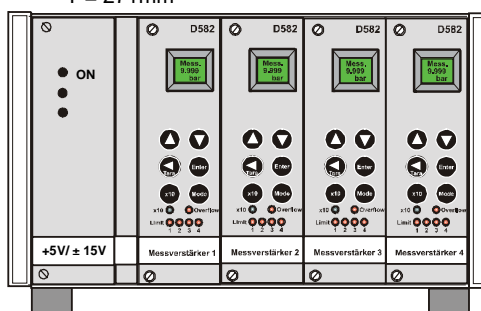 T = 271mm
D582 D582 D582 D582
Mess. Mess. Mess. Mess.
9.999 9.999 9.999 9.999
bar bar bar bar
ON
Tara Enter Tara Enter Tara Enter Tara Enter
x10 Mode x10 Mode x10 Mode x10 Mode
x10 Overflow x10 Overflow x10 Overflow x10 Overflow
Limit Limit Limit Limit
1 2 3 4 1 2 3 4 1 2 3 4 1 2 3 4
+5V/ ± 15V Messverstärker 1 Messverstärker 2 Messverstärker 3 Messverstärker 4